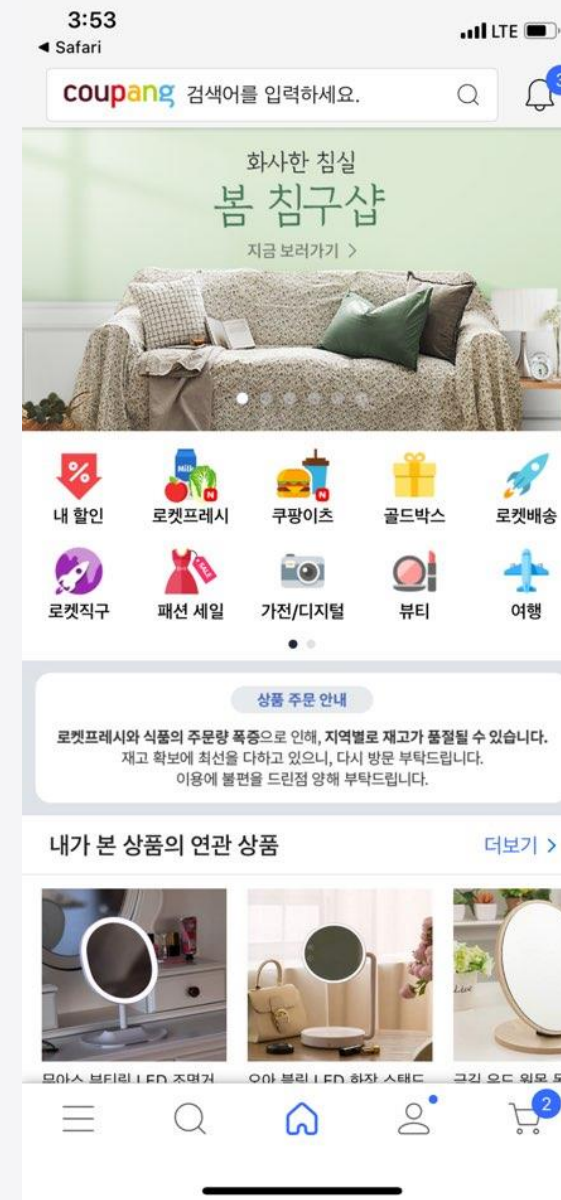 3:53
LTE
◀ Safari
coupang 검색어를 입력하세요.
화사한 침실
봄 침구샵
지금 보러가기 >
Milk
N
N
내 할인
로켓프레시
쿠팡이츠
골드박스
로켓배송
SALE
로켓직구
패션 세일
가전/디지털
뷰티
여행
상품 주문 안내
로켓프레시와 식품의 주문량 폭증으로 인해, 지역별로 재고가 품절될 수 있습니다.
재고 확보에 최선을 다하고 있으니, 다시 방문 부탁드립니다.
이용에 불편을 드린점 양해 부탁드립니다.
내가 본 상품의 연관 상품
더보기 >
Live
LED
LED
2